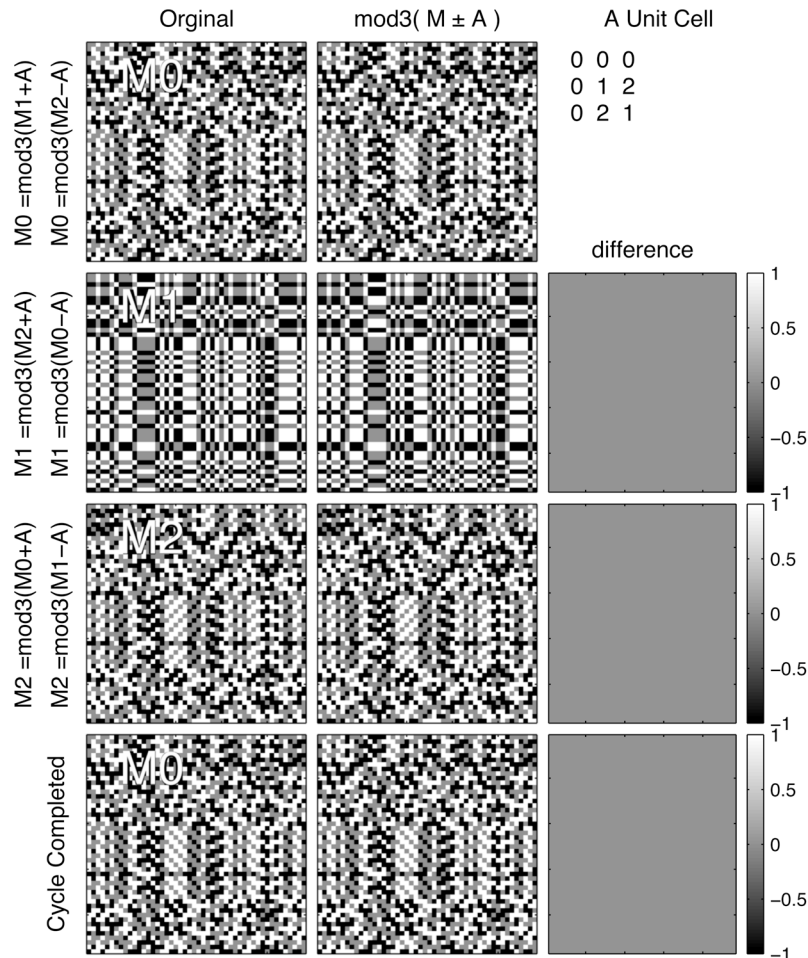 Orginal
mod3( M ± A )
A Unit Cell
M0 =mod3(M1+A)
M0 =mod3(M2−A)
M0
0 0 0
0 1 2
0 2 1
difference
M1 =mod3(M2+A)
M1 =mod3(M0−A)
M1
1
0.5
0
−0.5
−1
M2 =mod3(M0+A)
M2 =mod3(M1−A)
M2
1
0.5
0
−0.5
−1
Cycle Completed
M0
1
0.5
0
−0.5
−1